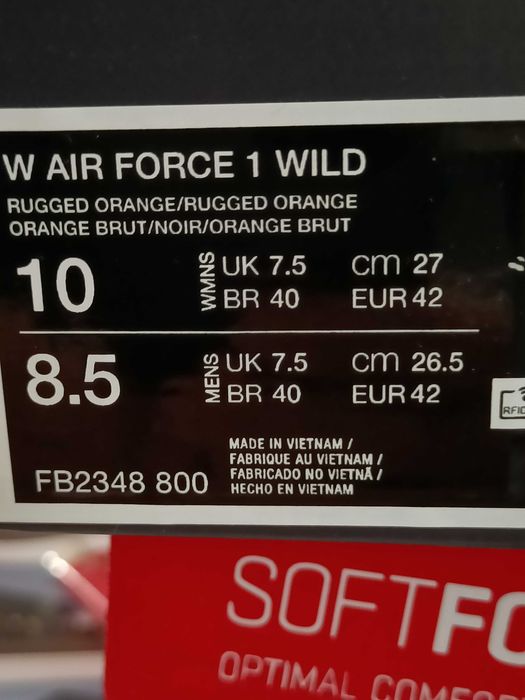 W AIR FORCE 1 WILD
RUGGED ORANGE/RUGGED ORANGE
ORANGE BRUT/NOIR/ORANGE BRUT
10 WMNS UK 7.5 cm 27
BR 40 EUR 42
8.5 MENS UK 7.5 cm 26.5
BR 40 EUR 42
MADE IN VIETNAM /
FABRIQUE AU VIETNAM /
FABRICADO NO VIETNÃ /
HECHO EN VIETNAM
FB2348 800
RFID
SOFT
OPTIMAL